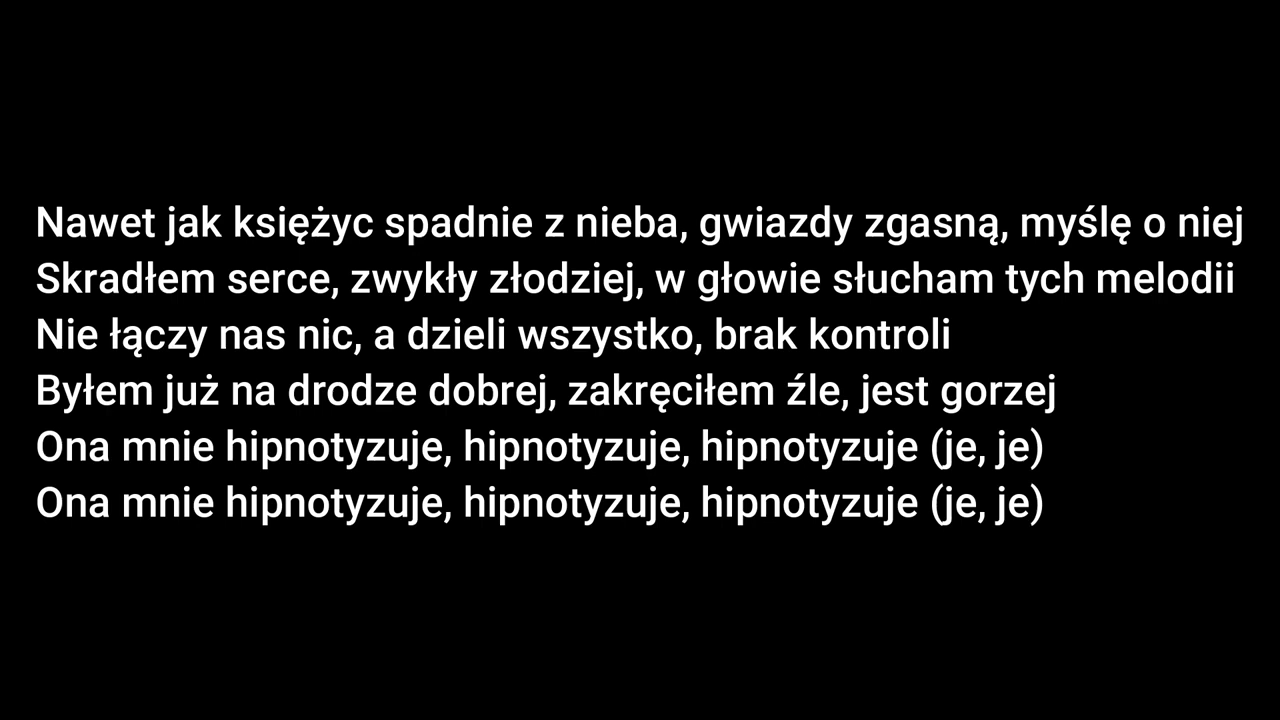 Nawet jak księżyc spadnie z nieba, gwiazdy zgasną, myślę o niej
Skradłem serce, zwykły złodziej, w głowie słucham tych melodii
Nie łączy nas nic, a dzieli wszystko, brak kontroli
Byłem już na drodze dobrej, zakręciłem źle, jest gorzej
Ona mnie hipnotyzuje, hipnotyzuje, hipnotyzuje (je, je)
Ona mnie hipnotyzuje, hipnotyzuje, hipnotyzuje (je, je)